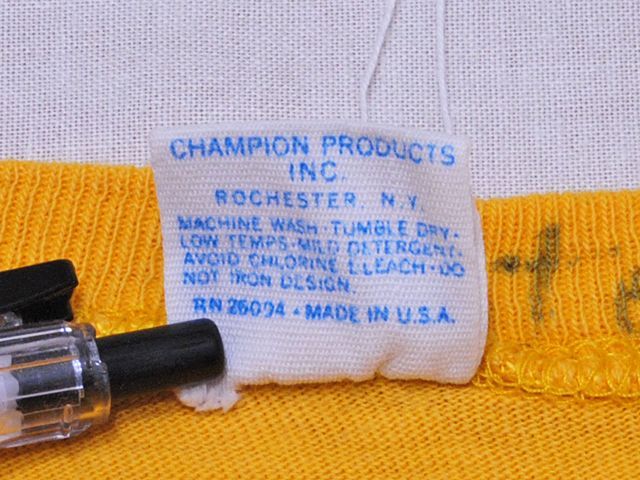 CHAMPION PRODUCTS
INC.
ROCHESTER, N.Y.
MACHINE WASH · TUMBLE DRY ·
LOW TEMPS · MILD DETERGENT ·
AVOID CHLORINE BLEACH · DO
NOT IRON DESIGN.
RN 26094 · MADE IN U.S.A.